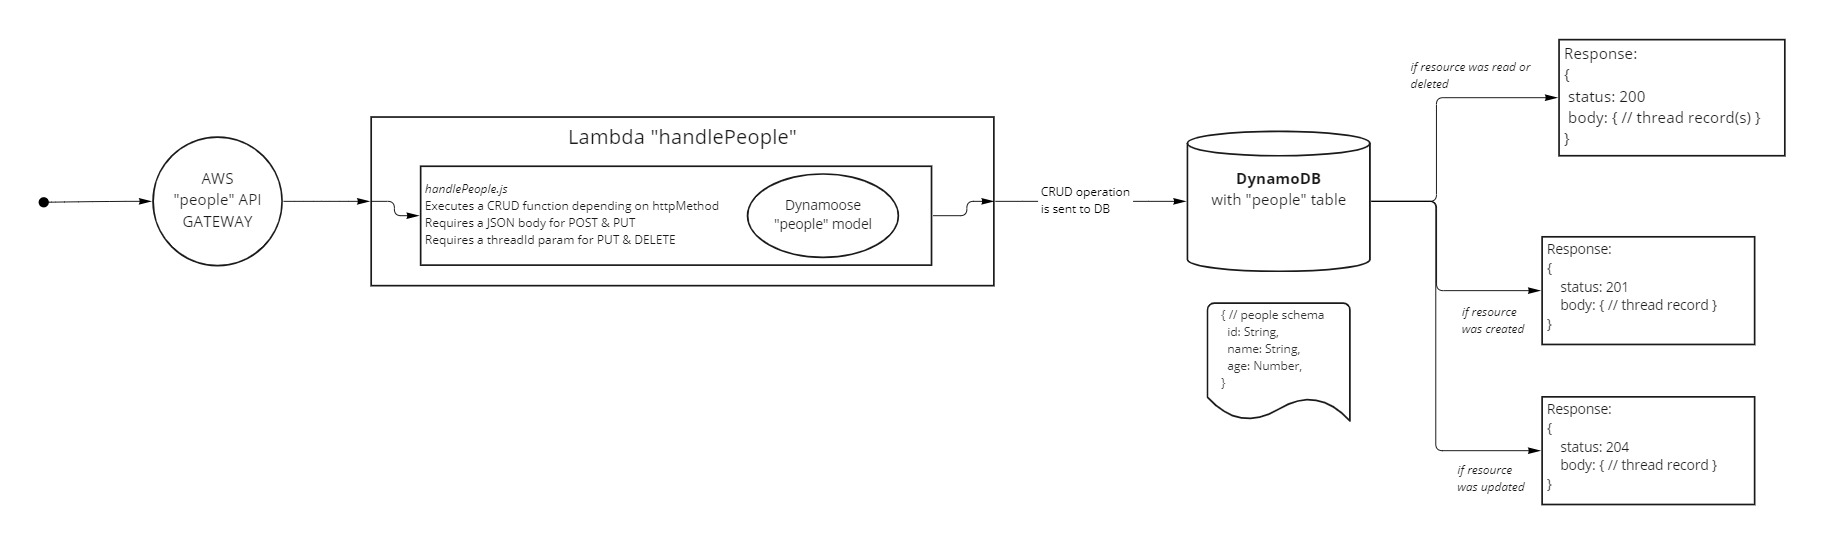 AWS
"people" API
GATEWAY
Lambda "handlePeople"
handlePeople.js
Executes a CRUD function depending on httpMethod
Requires a JSON body for POST & PUT
Requires a threadId param for PUT & DELETE
Dynamoose
"people" model
CRUD operation
is sent to DB
DynamoDB
with "people" table
{ // people schema
id: String,
name: String,
age: Number,
}
if resource was read or
deleted
Response:
{
status: 200
body: { // thread record(s) }
}
if resource
was created
Response:
{
status: 201
body: { // thread record }
}
if resource
was updated
Response:
{
status: 204
body: { // thread record }
}